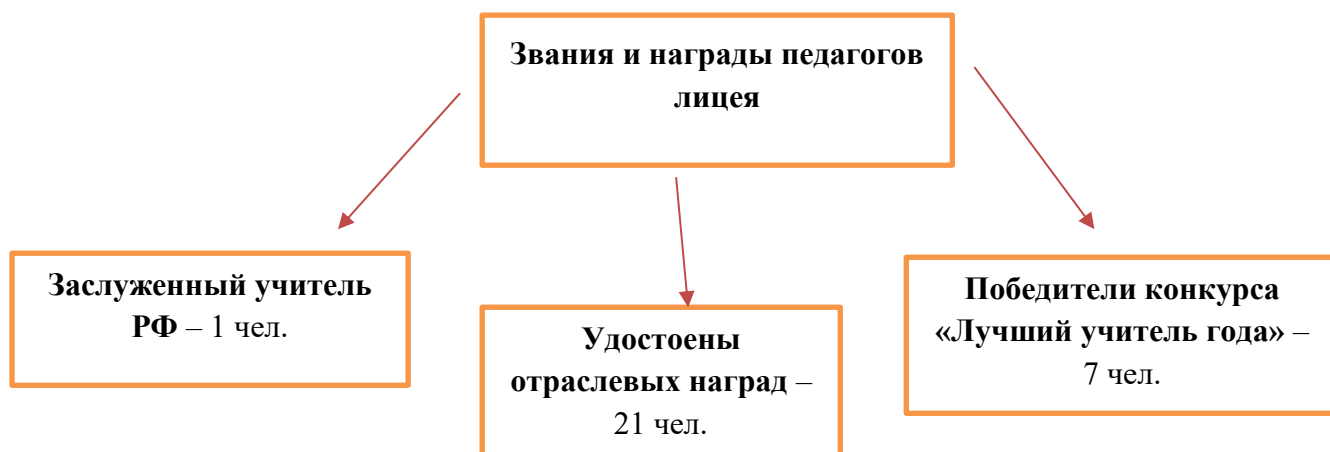 Звания и награды педагогов
лицея
Заслуженный учитель
РФ – 1 чел.
Удостоены
отраслевых наград –
21 чел.
Победители конкурса
«Лучший учитель года» –
7 чел.